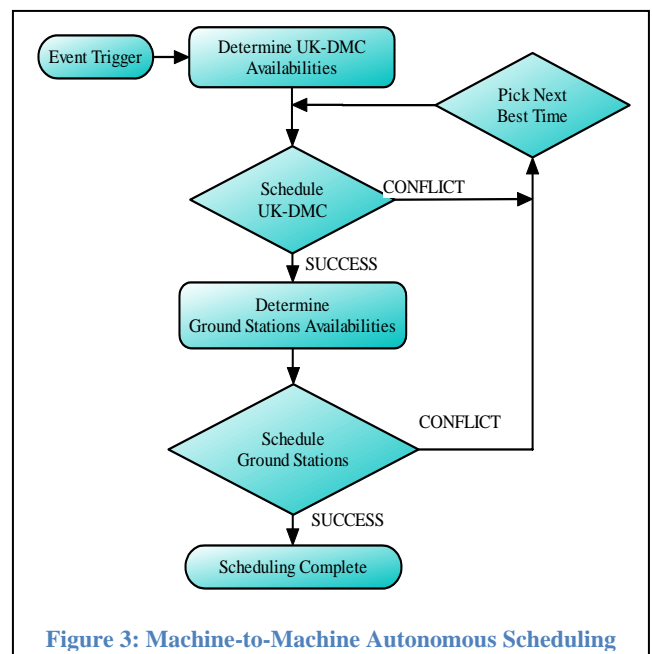 Event Trigger
Determine UK-DMC
Availabilities
Pick Next
Best Time
Schedule
UK-DMC
CONFLICT
SUCCESS
Determine
Ground Stations Availabilities
Schedule
Ground Stations
CONFLICT
SUCCESS
Scheduling Complete
Figure 3: Machine-to-Machine Autonomous Scheduling